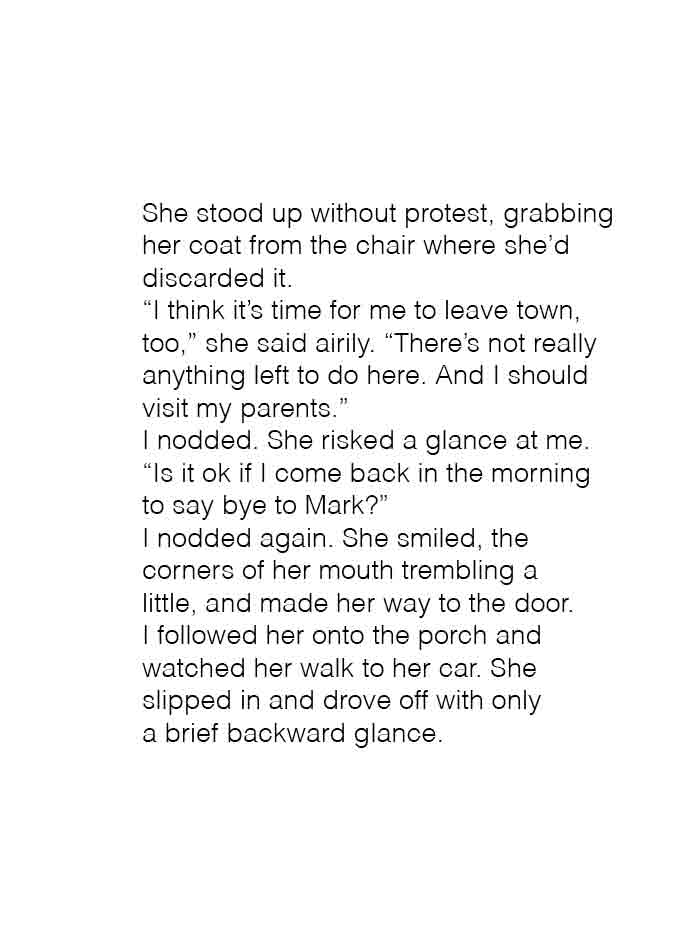 She stood up without protest, grabbing
her coat from the chair where she’d
discarded it.
“I think it’s time for me to leave town,
too,” she said airily. “There’s not really
anything left to do here. And I should
visit my parents.”
I nodded. She risked a glance at me.
“Is it ok if I come back in the morning
to say bye to Mark?”
I nodded again. She smiled, the
corners of her mouth trembling a
little, and made her way to the door.
I followed her onto the porch and
watched her walk to her car. She
slipped in and drove off with only
a brief backward glance.